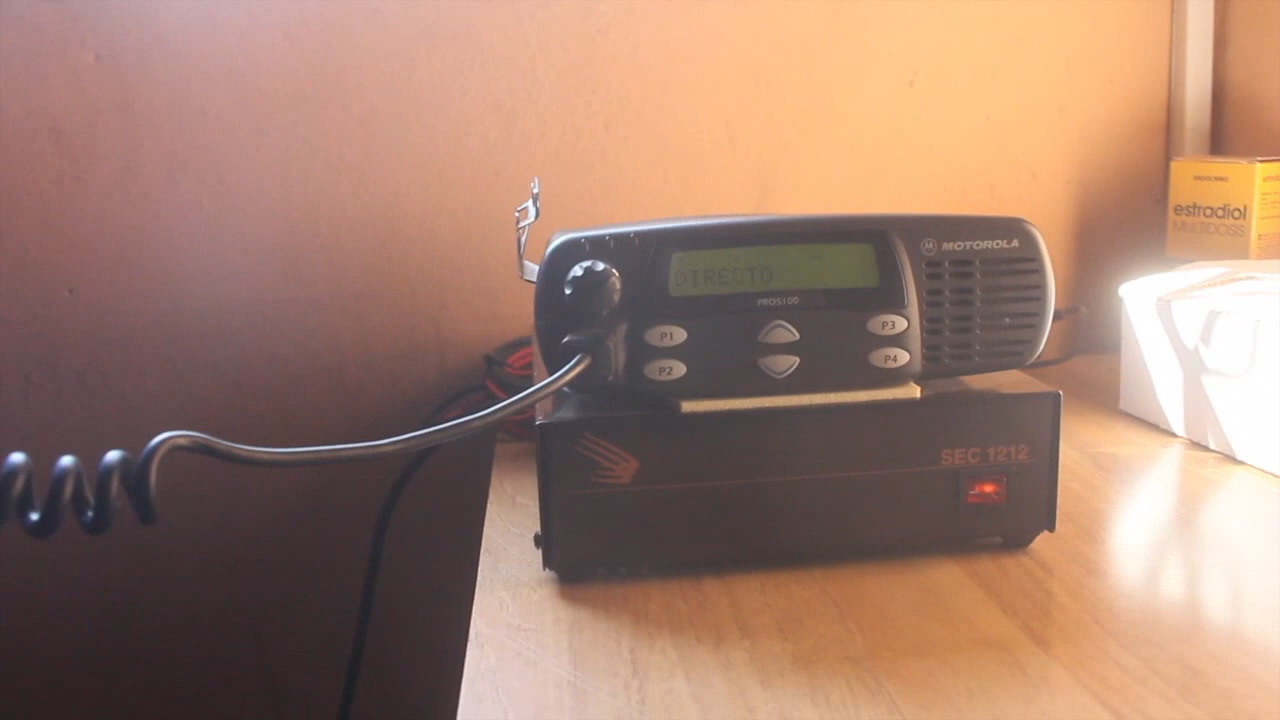 MOTOROLA
DIRECTO
PRO5100
P1
P2
P3
P4
SEC 1212
estradiol
MULTIDOSIS